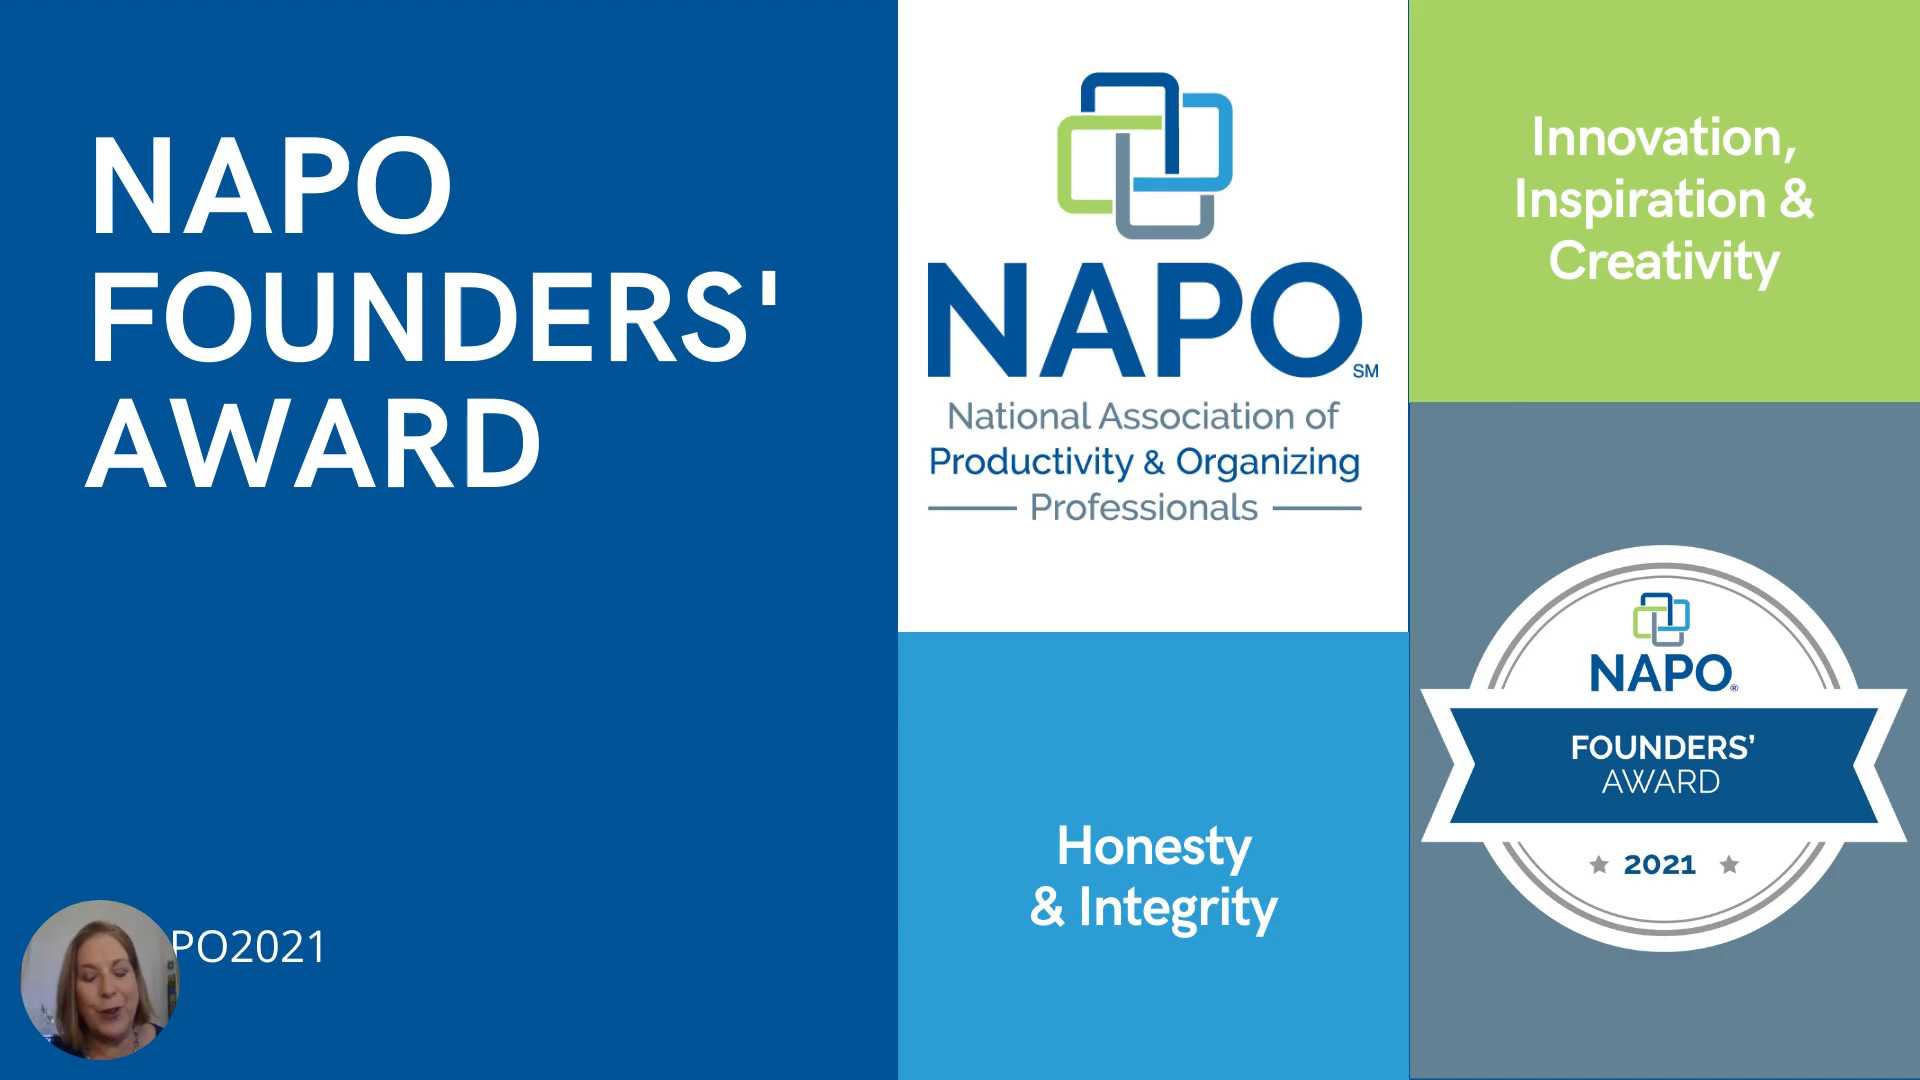 NAPO
FOUNDERS'
AWARD
PO2021
NAPO SM
National Association of
Productivity & Organizing
Professionals
Honesty
& Integrity
Innovation,
Inspiration &
Creativity
NAPO®
FOUNDERS’
AWARD
2021